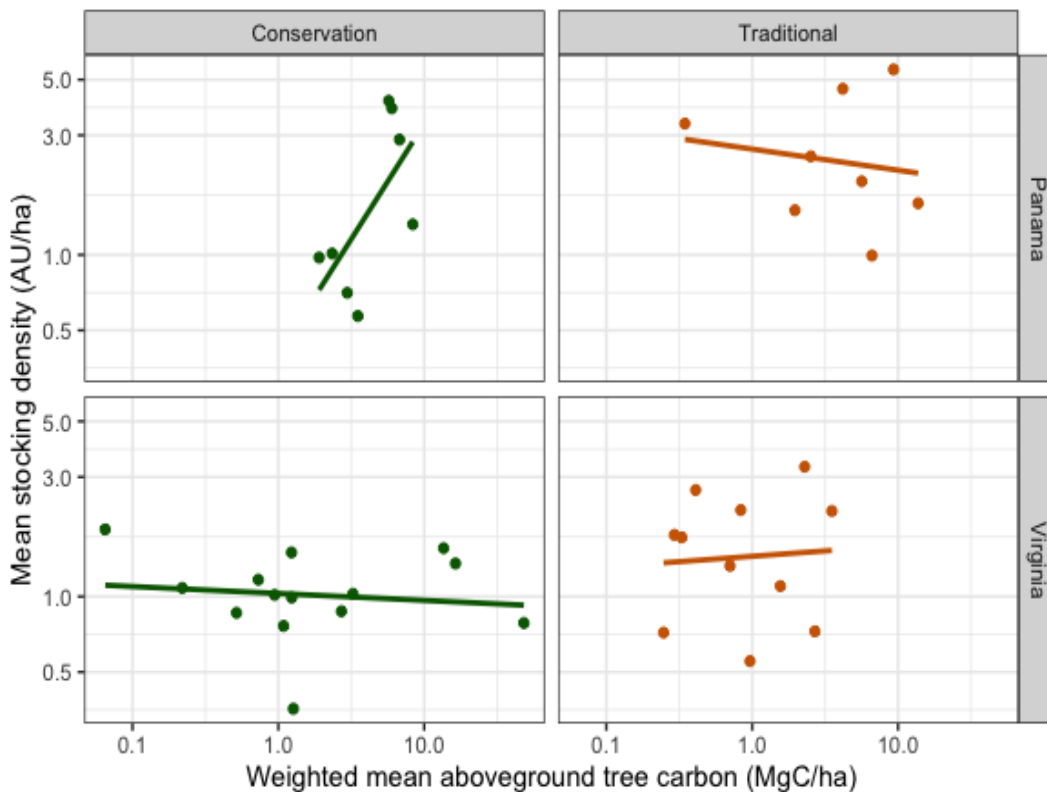 Conservation
Traditional
5.0
3.0
1.0
0.5
Panama
5.0
3.0
1.0
0.5
Virginia
Mean stocking density (AU/ha)
0.1
1.0
10.0
0.1
1.0
10.0
Weighted mean aboveground tree carbon (MgC/ha)